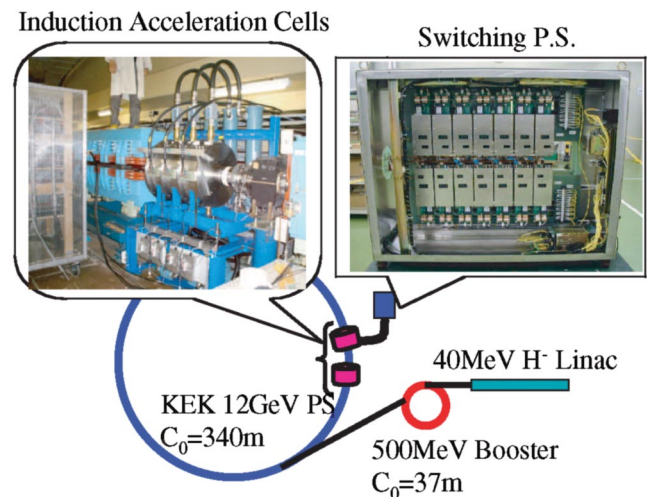 Induction Acceleration Cells
Switching P.S.
40MeV H- Linac
KEK 12GeV PS
C₀=340m
500MeV Booster
C₀=37m